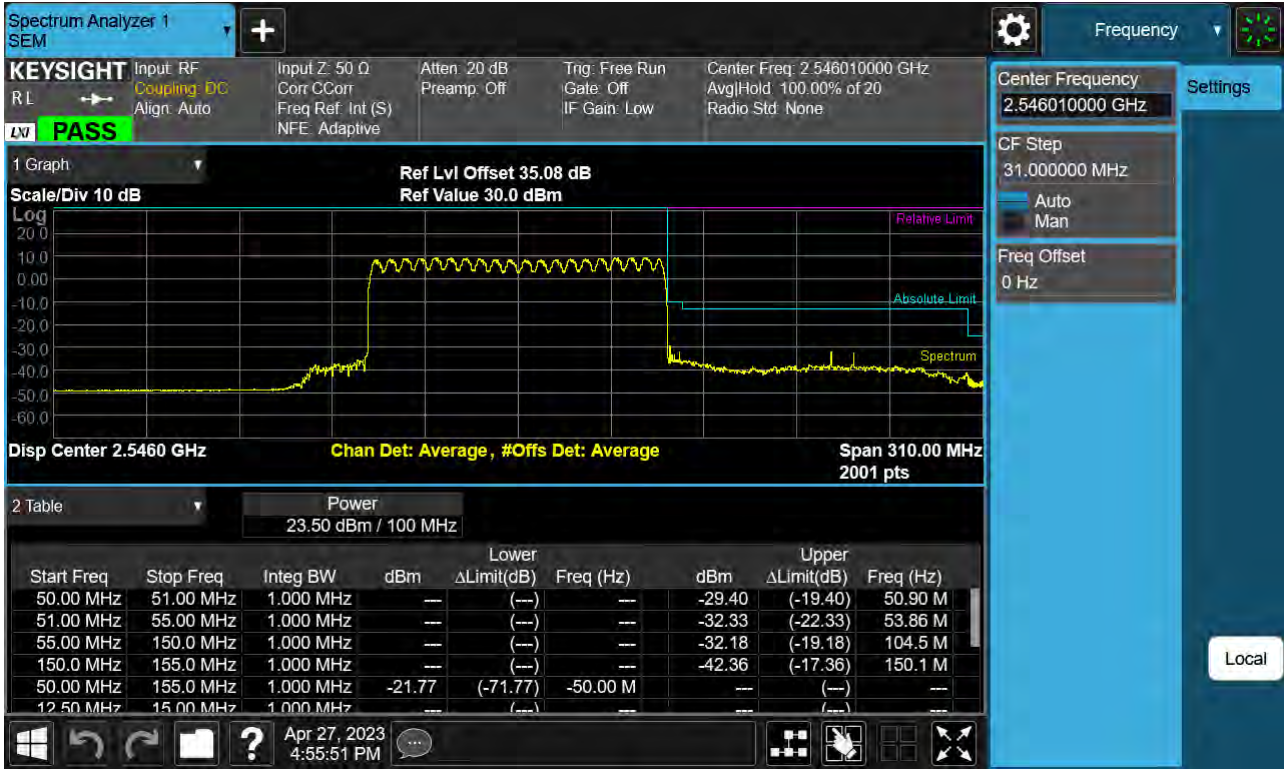 Spectrum Analyzer 1
SEM
Frequency
KEYSIGHT
R L
LXI
PASS
Input: RF
Coupling: DC
Align: Auto
Input Z: 50 Ω
Corr CCorr
Freq Ref: Int (S)
NFE: Adaptive
Atten: 20 dB
Preamp: Off
Trig: Free Run
Gate: Off
IF Gain: Low
Center Freq: 2.546010000 GHz
Avg|Hold: 100.00% of 20
Radio Std: None
Center Frequency
2.546010000 GHz
Settings
CF Step
31.000000 MHz
Auto
Man
Freq Offset
0 Hz
Local
1 Graph
Scale/Div 10 dB
Ref Lvl Offset 35.08 dB
Ref Value 30.0 dBm
Log
20.0
10.0
0.00
-10.0
-20.0
-30.0
-40.0
-50.0
-60.0
Relative Limit
Absolute Limit
Spectrum
Disp Center 2.5460 GHz
Chan Det: Average, #Offs Det: Average
Span 310.00 MHz
2001 pts
2 Table
Power
23.50 dBm / 100 MHz
Lower Upper
Start Freq Stop Freq Integ BW dBm ΔLimit(dB) Freq (Hz) dBm ΔLimit(dB) Freq (Hz)
50.00 MHz 51.00 MHz 1.000 MHz --- (---) --- -29.40 (-19.40) 50.90 M
51.00 MHz 55.00 MHz 1.000 MHz --- (---) --- -32.33 (-22.33) 53.86 M
55.00 MHz 150.0 MHz 1.000 MHz --- (---) --- -32.18 (-19.18) 104.5 M
150.0 MHz 155.0 MHz 1.000 MHz --- (---) --- -42.36 (-17.36) 150.1 M
50.00 MHz 155.0 MHz 1.000 MHz -21.77 (-71.77) -50.00 M --- (---) ---
12.50 MHz 15.00 MHz 1.000 MHz --- (---) --- --- (---) ---
Apr 27, 2023
4:55:51 PM